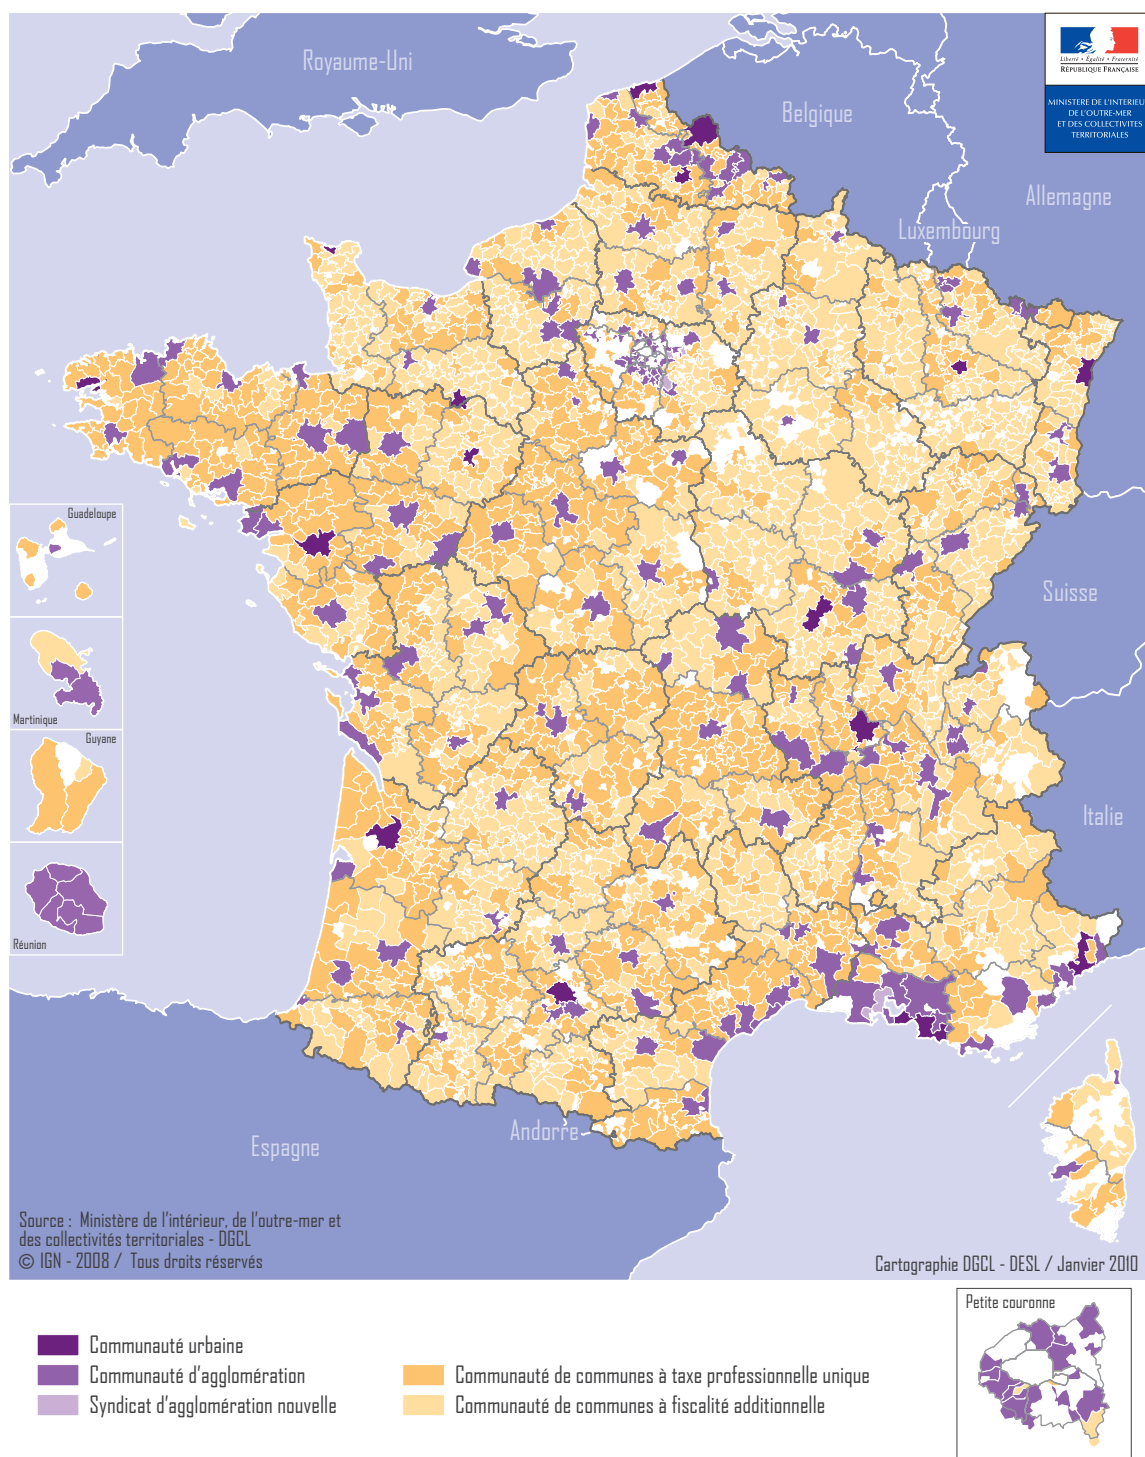 Royaume-Uni
Belgique
Liberté • Égalité • Fraternité
RÉPUBLIQUE FRANÇAISE
MINISTERE DE L'INTERIEU
DE L'OUTRE-MER
ET DES COLLECTIVITES
TERRITORIALES
Allemagne
Luxembourg
Guadeloupe
Suisse
Martinique
Guyane
Italie
Réunion
Andorre
Espagne
Source : Ministère de l'intérieur, de l'outre-mer et
des collectivités territoriales - DGCL
© IGN - 2008 / Tous droits réservés
Cartographie DGCL - DESL / Janvier 2010
Petite couronne
Communauté urbaine
Communauté d'agglomération
Syndicat d'agglomération nouvelle
Communauté de communes à taxe professionnelle unique
Communauté de communes à fiscalité additionnelle